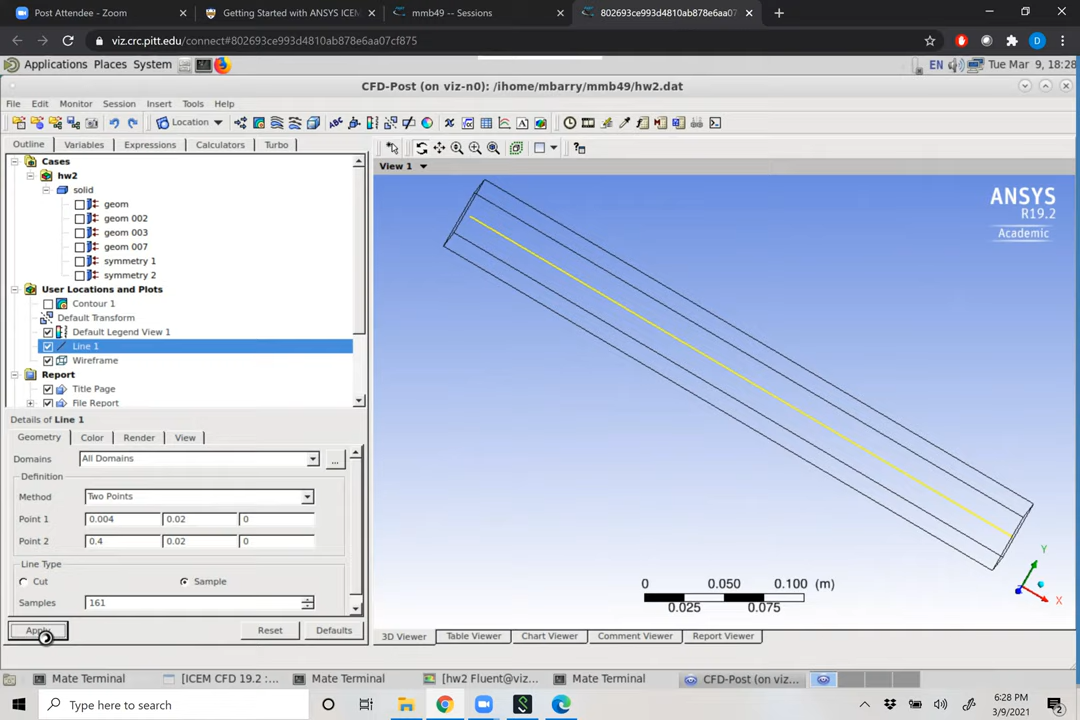 Post Attendee - Zoom
Getting Started with ANSYS ICEM
mmb49 -- Sessions
802693ce993d4810ab878e6aa07
viz.crc.pitt.edu/connect#802693ce993d4810ab878e6aa07cf875
D
Applications Places System
EN Tue Mar 9, 18:28
CFD-Post (on viz-n0): /ihome/mbarry/mmb49/hw2.dat
File Edit Monitor Session Insert Tools Help
Location
Outline Variables Expressions Calculators Turbo
View 1
Cases
hw2
solid
geom
geom 002
geom 003
geom 007
symmetry 1
symmetry 2
User Locations and Plots
Contour 1
Default Transform
Default Legend View 1
Line 1
Wireframe
Report
Title Page
File Report
Details of Line 1
Geometry Color Render View
Domains All Domains ...
Definition
Method Two Points
Point 1 0.004 0.02 0
Point 2 0.4 0.02 0
Line Type
Cut Sample
Samples 161
Apply Reset Defaults
ANSYS
R19.2
Academic
0 0.050 0.100 (m)
0.025 0.075
Y
X
3D Viewer Table Viewer Chart Viewer Comment Viewer Report Viewer
Mate Terminal [ICEM CFD 19.2 :... Mate Terminal [hw2 Fluent@viz... Mate Terminal CFD-Post (on viz...
Type here to search
6:28 PM
3/9/2021
2